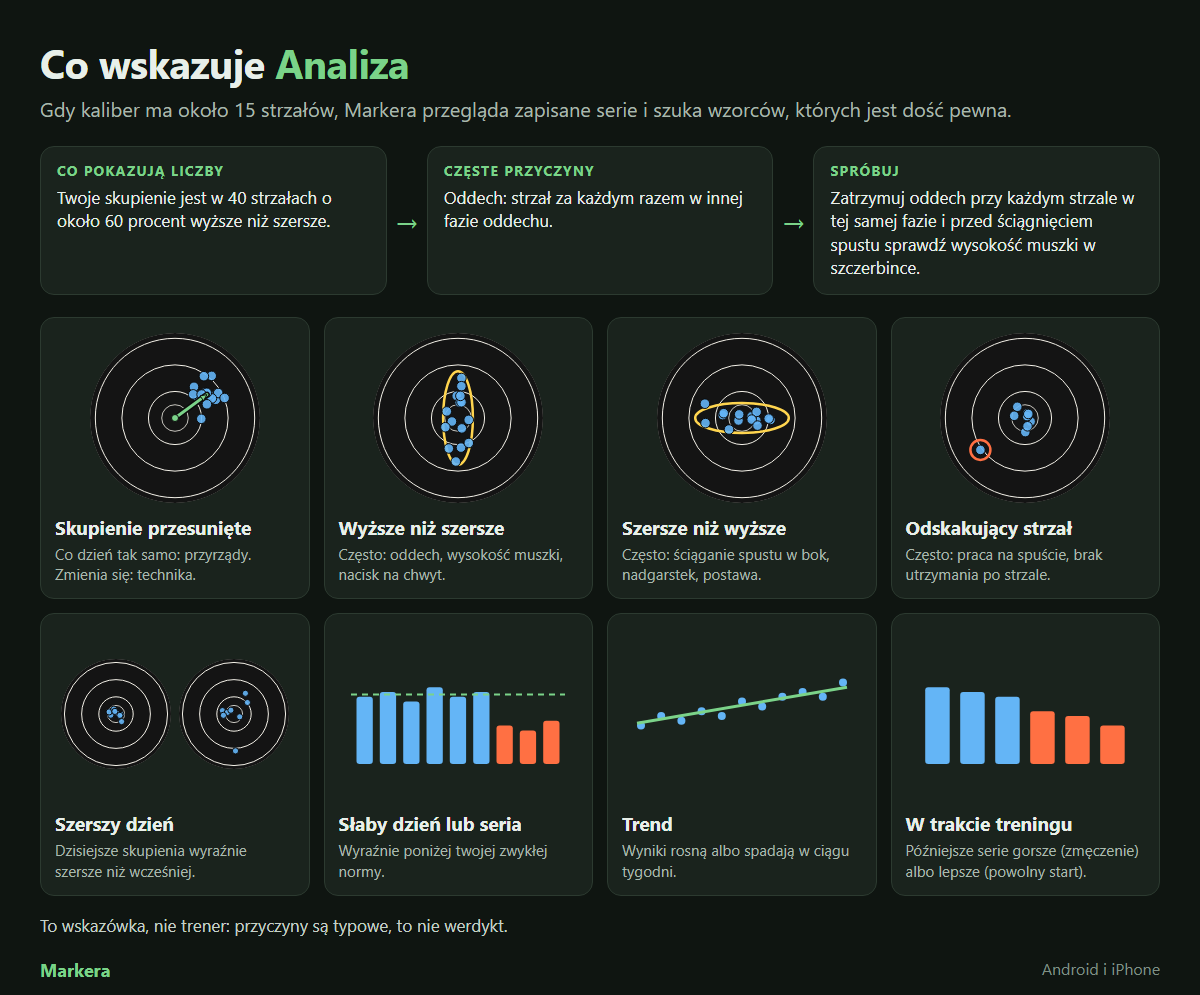 Co wskazuje Analiza
Gdy kaliber ma około 15 strzałów, Markera przegląda zapisane serie i szuka wzorców, których jest dość pewna.
CO POKAZUJĄ LICZBY
Twoje skupienie jest w 40 strzałach o
około 60 procent wyższe niż szersze.
→
CZĘSTE PRZYCZYNY
Oddech: strzał za każdym razem w innej
fazie oddechu.
→
SPRÓBUJ
Zatrzymuj oddech przy każdym strzale w
tej samej fazie i przed ściągnięciem
spustu sprawdź wysokość muszki w
szczerbince.
Skupienie przesunięte
Co dzień tak samo: przyrządy.
Zmienia się: technika.
Wyższe niż szersze
Często: oddech, wysokość muszki,
nacisk na chwyt.
Szersze niż wyższe
Często: ściąganie spustu w bok,
nadgarstek, postawa.
Odskakujący strzał
Często: praca na spuście, brak
utrzymania po strzale.
Szerszy dzień
Dzisiejsze skupienia wyraźnie
szersze niż wcześniej.
Słaby dzień lub seria
Wyraźnie poniżej twojej zwykłej
normy.
Trend
Wyniki rosną albo spadają w ciągu
tygodni.
W trakcie treningu
Późniejsze serie gorsze (zmęczenie)
albo lepsze (powolny start).
To wskazówka, nie trener: przyczyny są typowe, to nie werdykt.
Markera
Android i iPhone